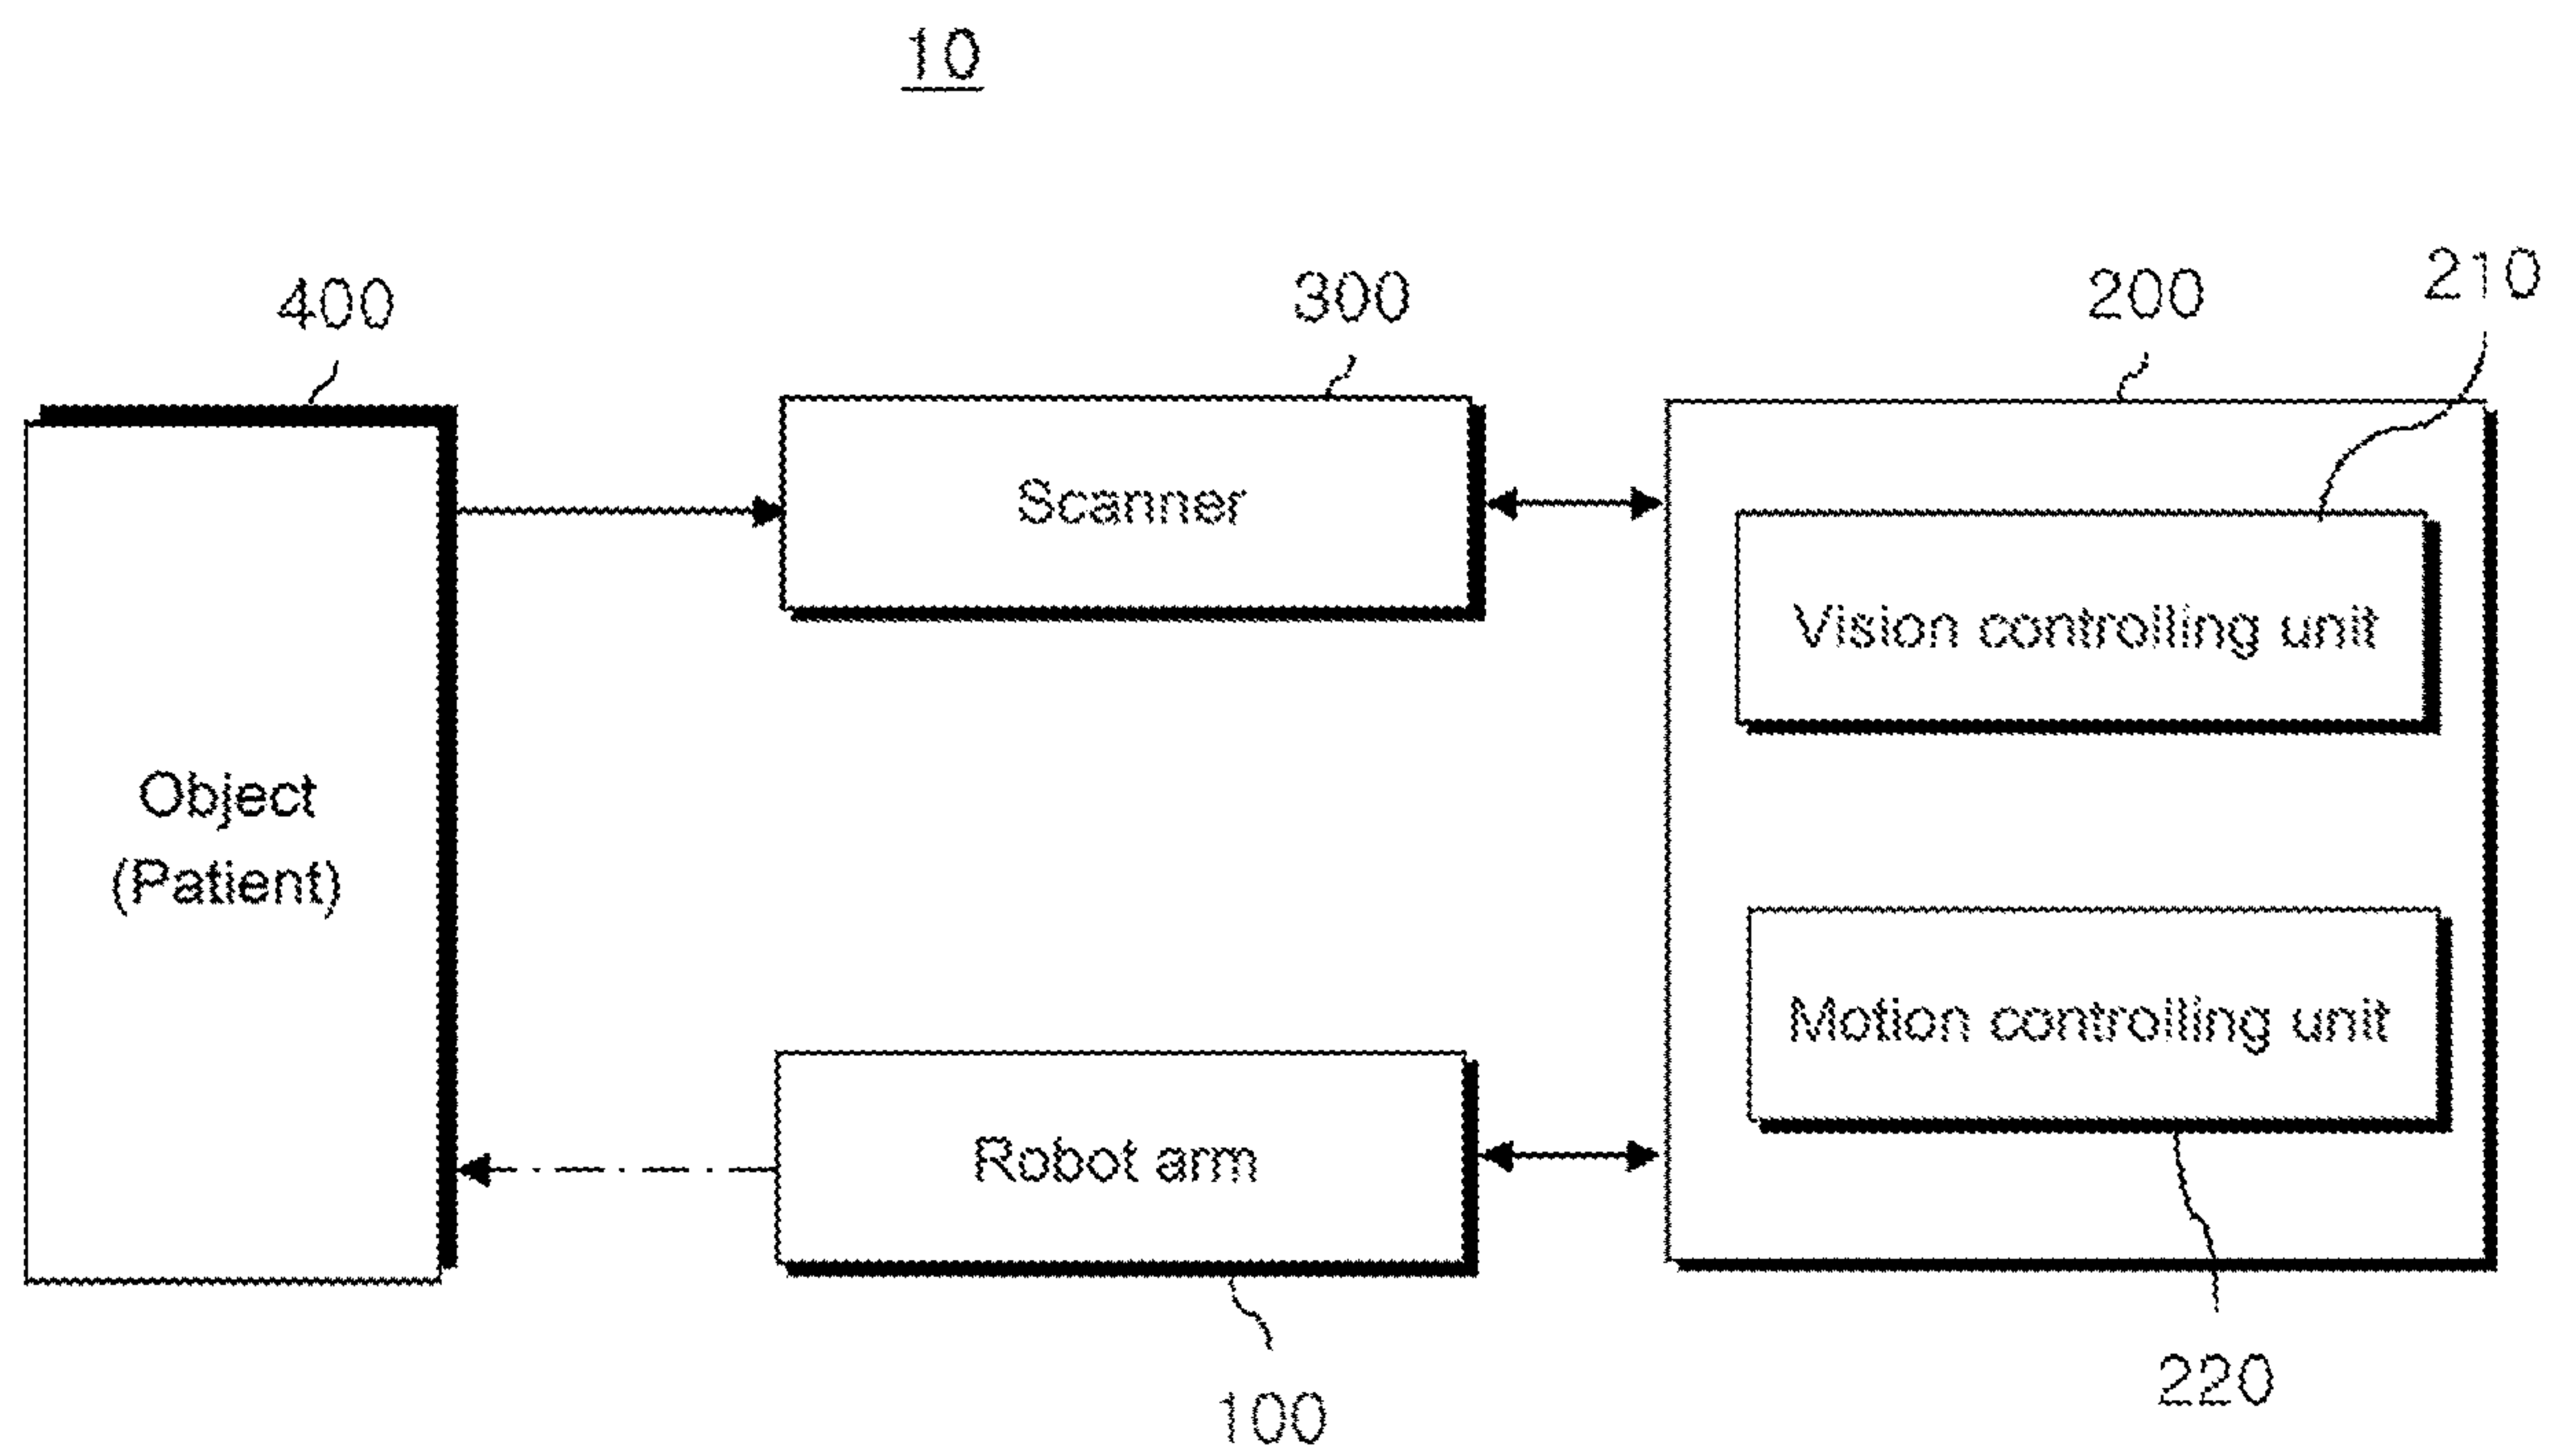 10
400
300
200
210
Scanner
Vision controlling unit
Object
(Patient)
Motion controlling unit
Robot arm
100
220